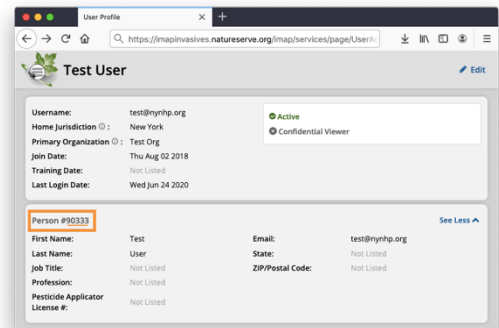 User Profile
https://imapinvasives.natureserve.org/imap/services/page/UserAc
Test User
Edit
Username: test@nynhp.org
Home Jurisdiction : New York
Primary Organization : Test Org
Join Date: Thu Aug 02 2018
Training Date: Not Listed
Last Login Date: Wed Jun 24 2020
Active
Confidential Viewer
Person #90333
See Less
First Name: Test
Last Name: User
Job Title: Not Listed
Profession: Not Listed
Pesticide Applicator
License #: Not Listed
Email: test@nynhp.org
State: Not Listed
ZIP/Postal Code: Not Listed